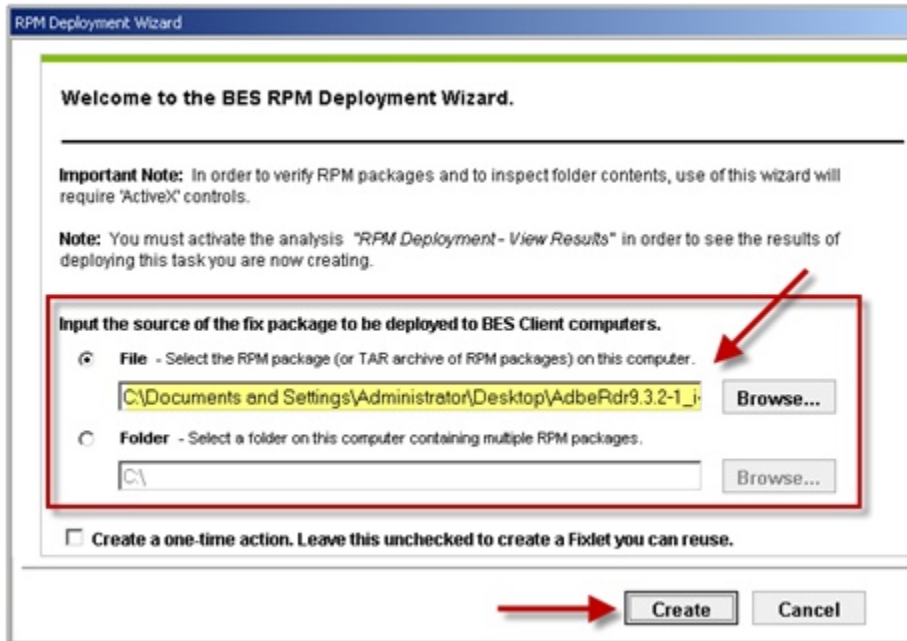 RPM Deployment Wizard
Welcome to the BES RPM Deployment Wizard.
Important Note: In order to verify RPM packages and to inspect folder contents, use of this wizard will
require 'ActiveX' controls.
Note: You must activate the analysis "RPM Deployment - View Results" in order to see the results of
deploying this task you are now creating.
Input the source of the fix package to be deployed to BES Client computers.
File - Select the RPM package (or TAR archive of RPM packages) on this computer.
C:\Documents and Settings\Administrator\Desktop\AdbeRdr9.3.2-1_i
Browse...
Folder - Select a folder on this computer containing multiple RPM packages.
C:\
Browse...
Create a one-time action. Leave this unchecked to create a Fixlet you can reuse.
Create Cancel